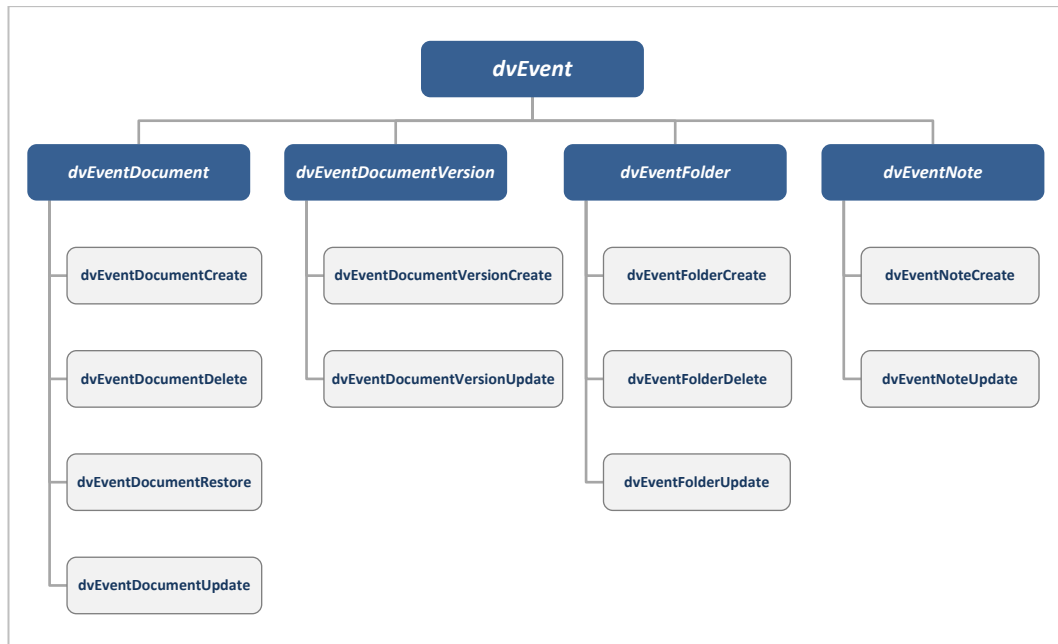 dvEvent
dvEventDocument
dvEventDocumentVersion
dvEventFolder
dvEventNote
dvEventDocumentCreate
dvEventDocumentVersionCreate
dvEventFolderCreate
dvEventNoteCreate
dvEventDocumentDelete
dvEventDocumentVersionUpdate
dvEventFolderDelete
dvEventNoteUpdate
dvEventDocumentRestore
dvEventFolderUpdate
dvEventDocumentUpdate